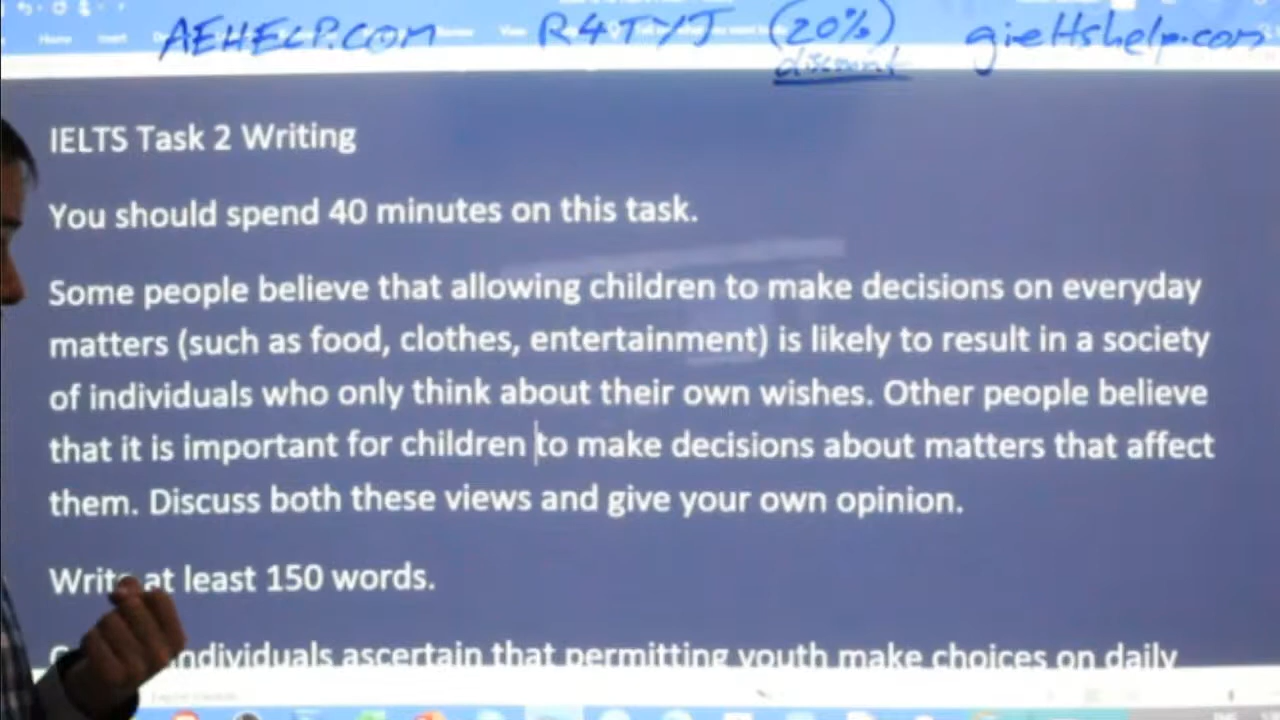 AEHELP.COM R4TYJ (20%) gieltshelp.com
discount
IELTS Task 2 Writing
You should spend 40 minutes on this task.
Some people believe that allowing children to make decisions on everyday
matters (such as food, clothes, entertainment) is likely to result in a society
of individuals who only think about their own wishes. Other people believe
that it is important for children to make decisions about matters that affect
them. Discuss both these views and give your own opinion.
Write at least 150 words.
individuals ascertain that permitting youth make choices on daily